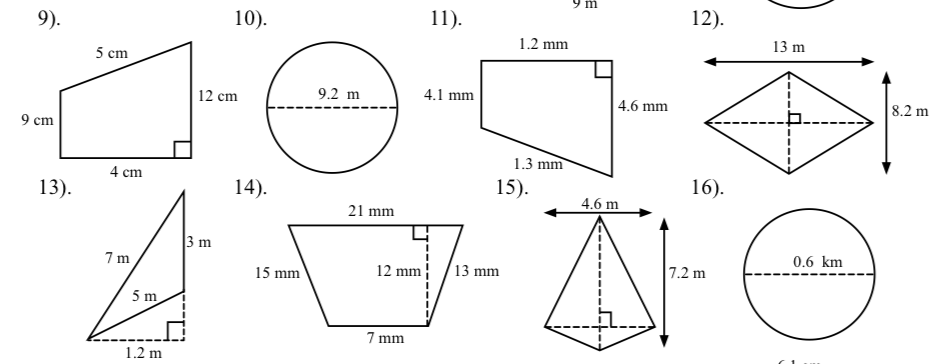 9 m
9).
10).
11).
12).
5 cm
12 cm
9 cm
4 cm
9.2 m
1.2 mm
4.1 mm
4.6 mm
1.3 mm
13 m
8.2 m
13).
14).
15).
16).
7 m
3 m
5 m
1.2 m
21 mm
15 mm
12 mm
13 mm
7 mm
4.6 m
7.2 m
0.6 km